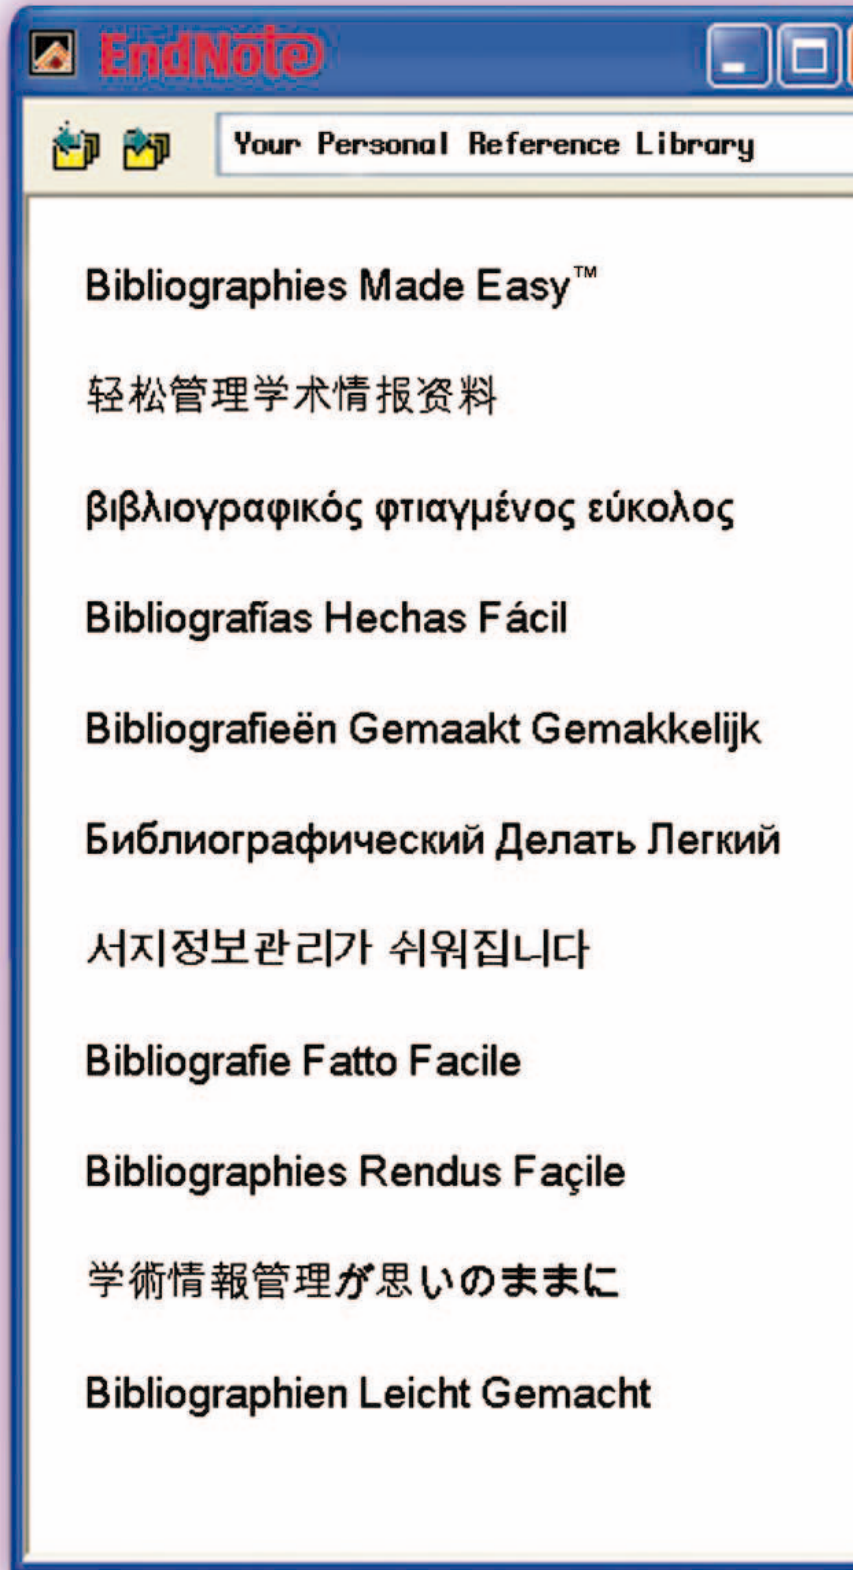 EndNote
Your Personal Reference Library
Bibliographies Made Easy™
轻松管理学术情报资料
βιβλιογραφικός φτιαγμένος εύκολος
Bibliografías Hechas Fácil
Bibliografieën Gemaakt Gemakkelijk
Библиографический Делать Легкий
서지정보관리가 쉬워집니다
Bibliografie Fatto Facile
Bibliographies Rendus Façile
学術情報管理が思いのままに
Bibliographien Leicht Gemacht